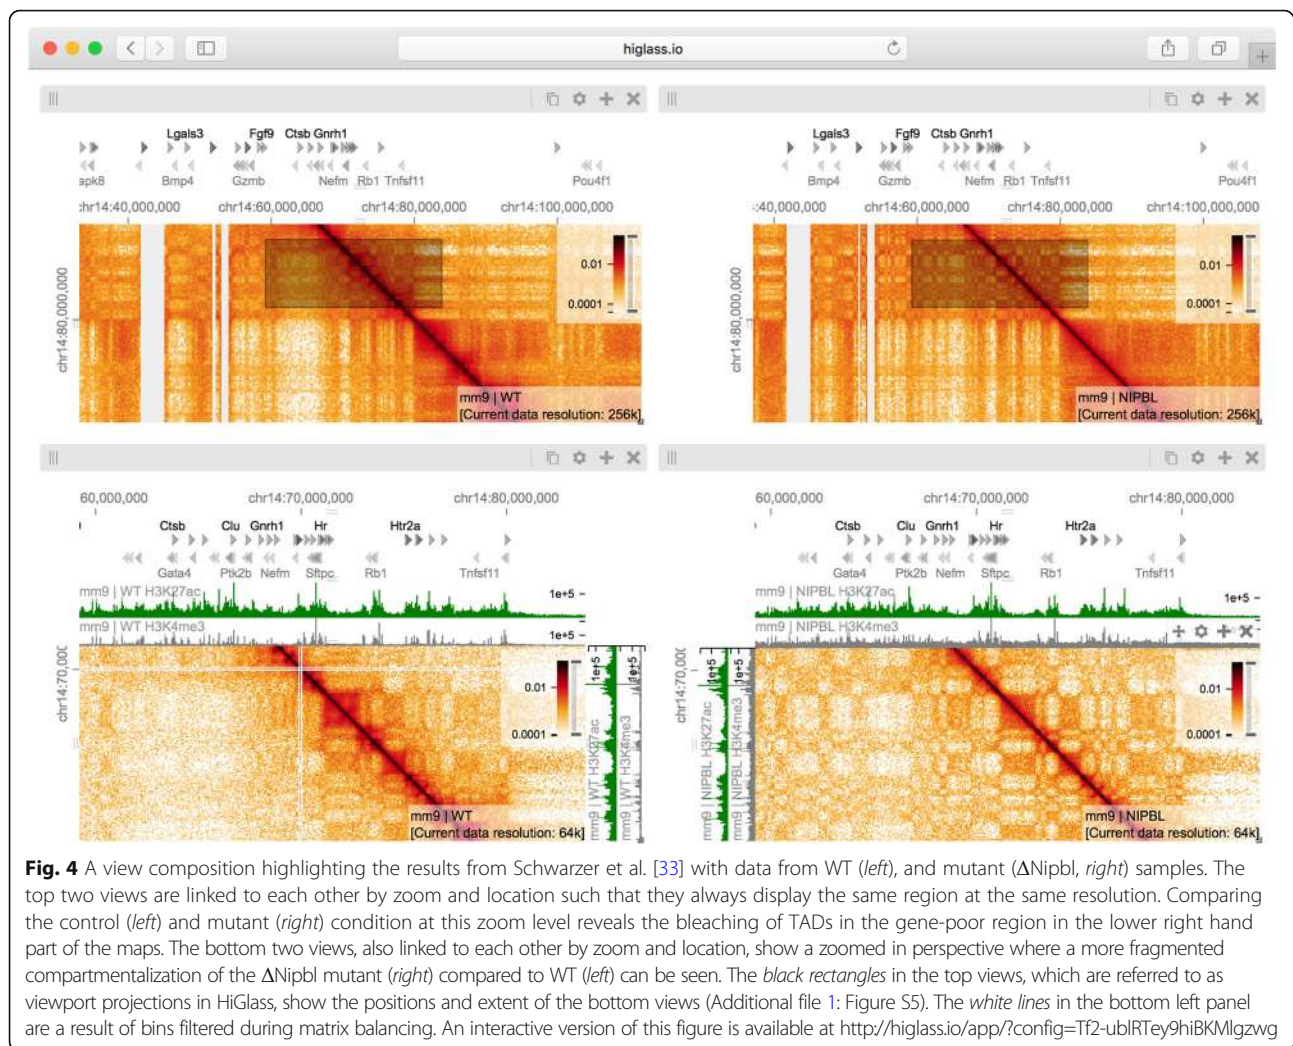 higlass.io
Lgals3 Fgf9 Ctsb Gnrh1
apk8 Bmp4 Gzmb Nefm Rb1 Tnfsf11 Pou4f1
:hr14:40,000,000 chr14:60,000,000 chr14:80,000,000 chr14:100,000,000
chr14:80,000,000
0.01
0.0001
mm9 | WT
[Current data resolution: 256k]
Lgals3 Fgf9 Ctsb Gnrh1
Bmp4 Gzmb Nefm Rb1 Tnfsf11 Pou4f1
:40,000,000 chr14:60,000,000 chr14:80,000,000 chr14:100,000,000
chr14:80,000,000
0.01
0.0001
mm9 | NIPBL
[Current data resolution: 256k]
60,000,000 chr14:70,000,000 chr14:80,000,000
Ctsb Clu Gnrh1 Hr Htr2a
Gata4 Ptk2b Nefm Sftpc Rb1 Tnfsf11
mm9 | WT H3K27ac 1e+5
mm9 | WT H3K4me3 1e+5
chr14:70,00(
0.01
0.0001
mm9 | WT
[Current data resolution: 64k]
1e+5 1e+5
mm9 | WT H3K27ac
mm9 | WT H3K4me3
60,000,000 chr14:70,000,000 chr14:80,000,000
Ctsb Clu Gnrh1 Hr Htr2a
Gata4 Ptk2b Nefm Sftpc Rb1 Tnfsf11
mm9 | NIPBL H3K27ac 1e+5
mm9 | NIPBL H3K4me3
chr14:70,00(
1e+5 1e+5
mm9 | NIPBL H3K27ac
mm9 | NIPBL H3K4me3
0.01
0.0001
mm9 | NIPBL
[Current data resolution: 64k]
Fig. 4 A view composition highlighting the results from Schwarzer et al. [33] with data from WT (left), and mutant (ΔNipbl, right) samples. The
top two views are linked to each other by zoom and location such that they always display the same region at the same resolution. Comparing
the control (left) and mutant (right) condition at this zoom level reveals the bleaching of TADs in the gene-poor region in the lower right hand
part of the maps. The bottom two views, also linked to each other by zoom and location, show a zoomed in perspective where a more fragmented
compartmentalization of the ΔNipbl mutant (right) compared to WT (left) can be seen. The black rectangles in the top views, which are referred to as
viewport projections in HiGlass, show the positions and extent of the bottom views (Additional file 1: Figure S5). The white lines in the bottom left panel
are a result of bins filtered during matrix balancing. An interactive version of this figure is available at http://higlass.io/app/?config=Tf2-ublRTey9hiBKMlgzwg